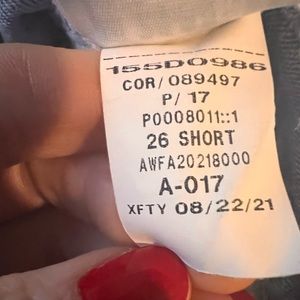 155D0986
COR/089497
P/17
P0008011::1
26 SHORT
AWFA20218000
A-017
XFTY 08/22/21